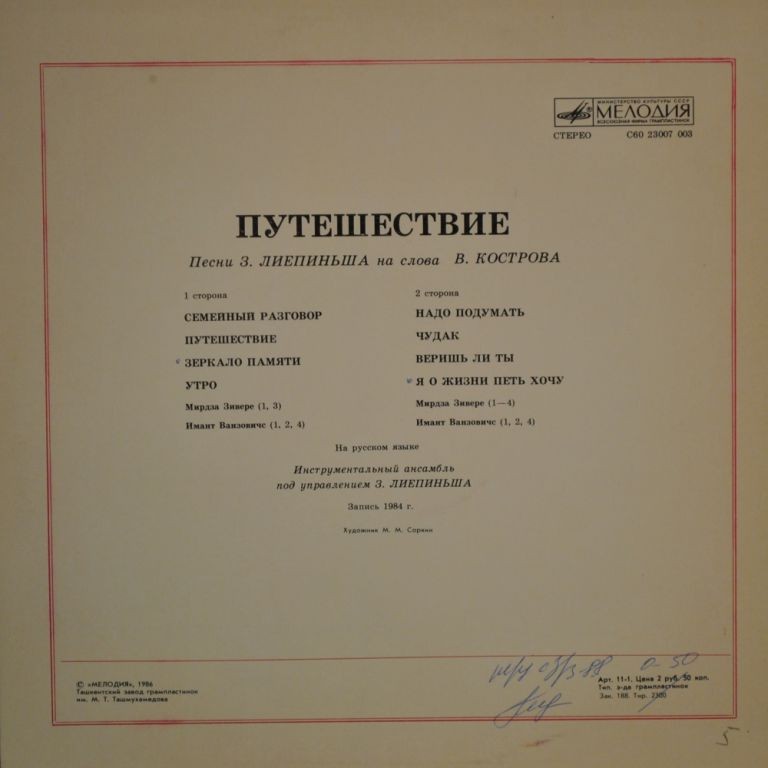 МИНИСТЕРСТВО КУЛЬТУРЫ СССР
МЕЛОДИЯ
ВСЕСОЮЗНАЯ ФИРМА ГРАМПЛАСТИНОК
СТЕРЕО С60 23007 003
ПУТЕШЕСТВИЕ
Песни З. ЛИЕПИНЬША на слова В. КОСТРОВА
1 сторона
СЕМЕЙНЫЙ РАЗГОВОР
ПУТЕШЕСТВИЕ
ЗЕРКАЛО ПАМЯТИ
УТРО
Мирдза Зивере (1, 3)
Имант Ванзовичс (1, 2, 4)
2 сторона
НАДО ПОДУМАТЬ
ЧУДАК
ВЕРИШЬ ЛИ ТЫ
Я О ЖИЗНИ ПЕТЬ ХОЧУ
Мирдза Зивере (1—4)
Имант Ванзовичс (1, 2, 4)
На русском языке
Инструментальный ансамбль
под управлением З. ЛИЕПИНЬША
Запись 1984 г.
Художник М. М. Соркин
© «МЕЛОДИЯ», 1986
Ташкентский завод грампластинок
им. М. Т. Ташмухамедова
0-50
Арт. 11-1, Цена 2 руб. 50 коп.
Тип. з-да грампластинок
Зак. 188. Тир. 2300
5